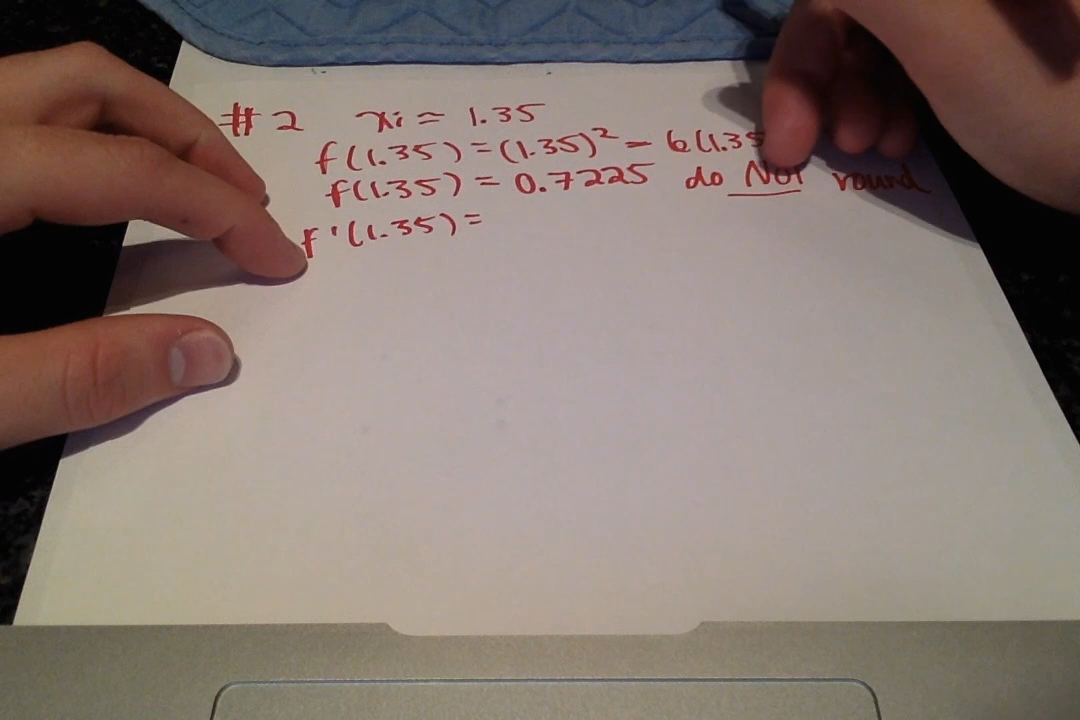 #2 xi = 1.35
f(1.35) = (1.35)² - 6(1.35
f(1.35) = 0.7225 do Not round
f'(1.35) =